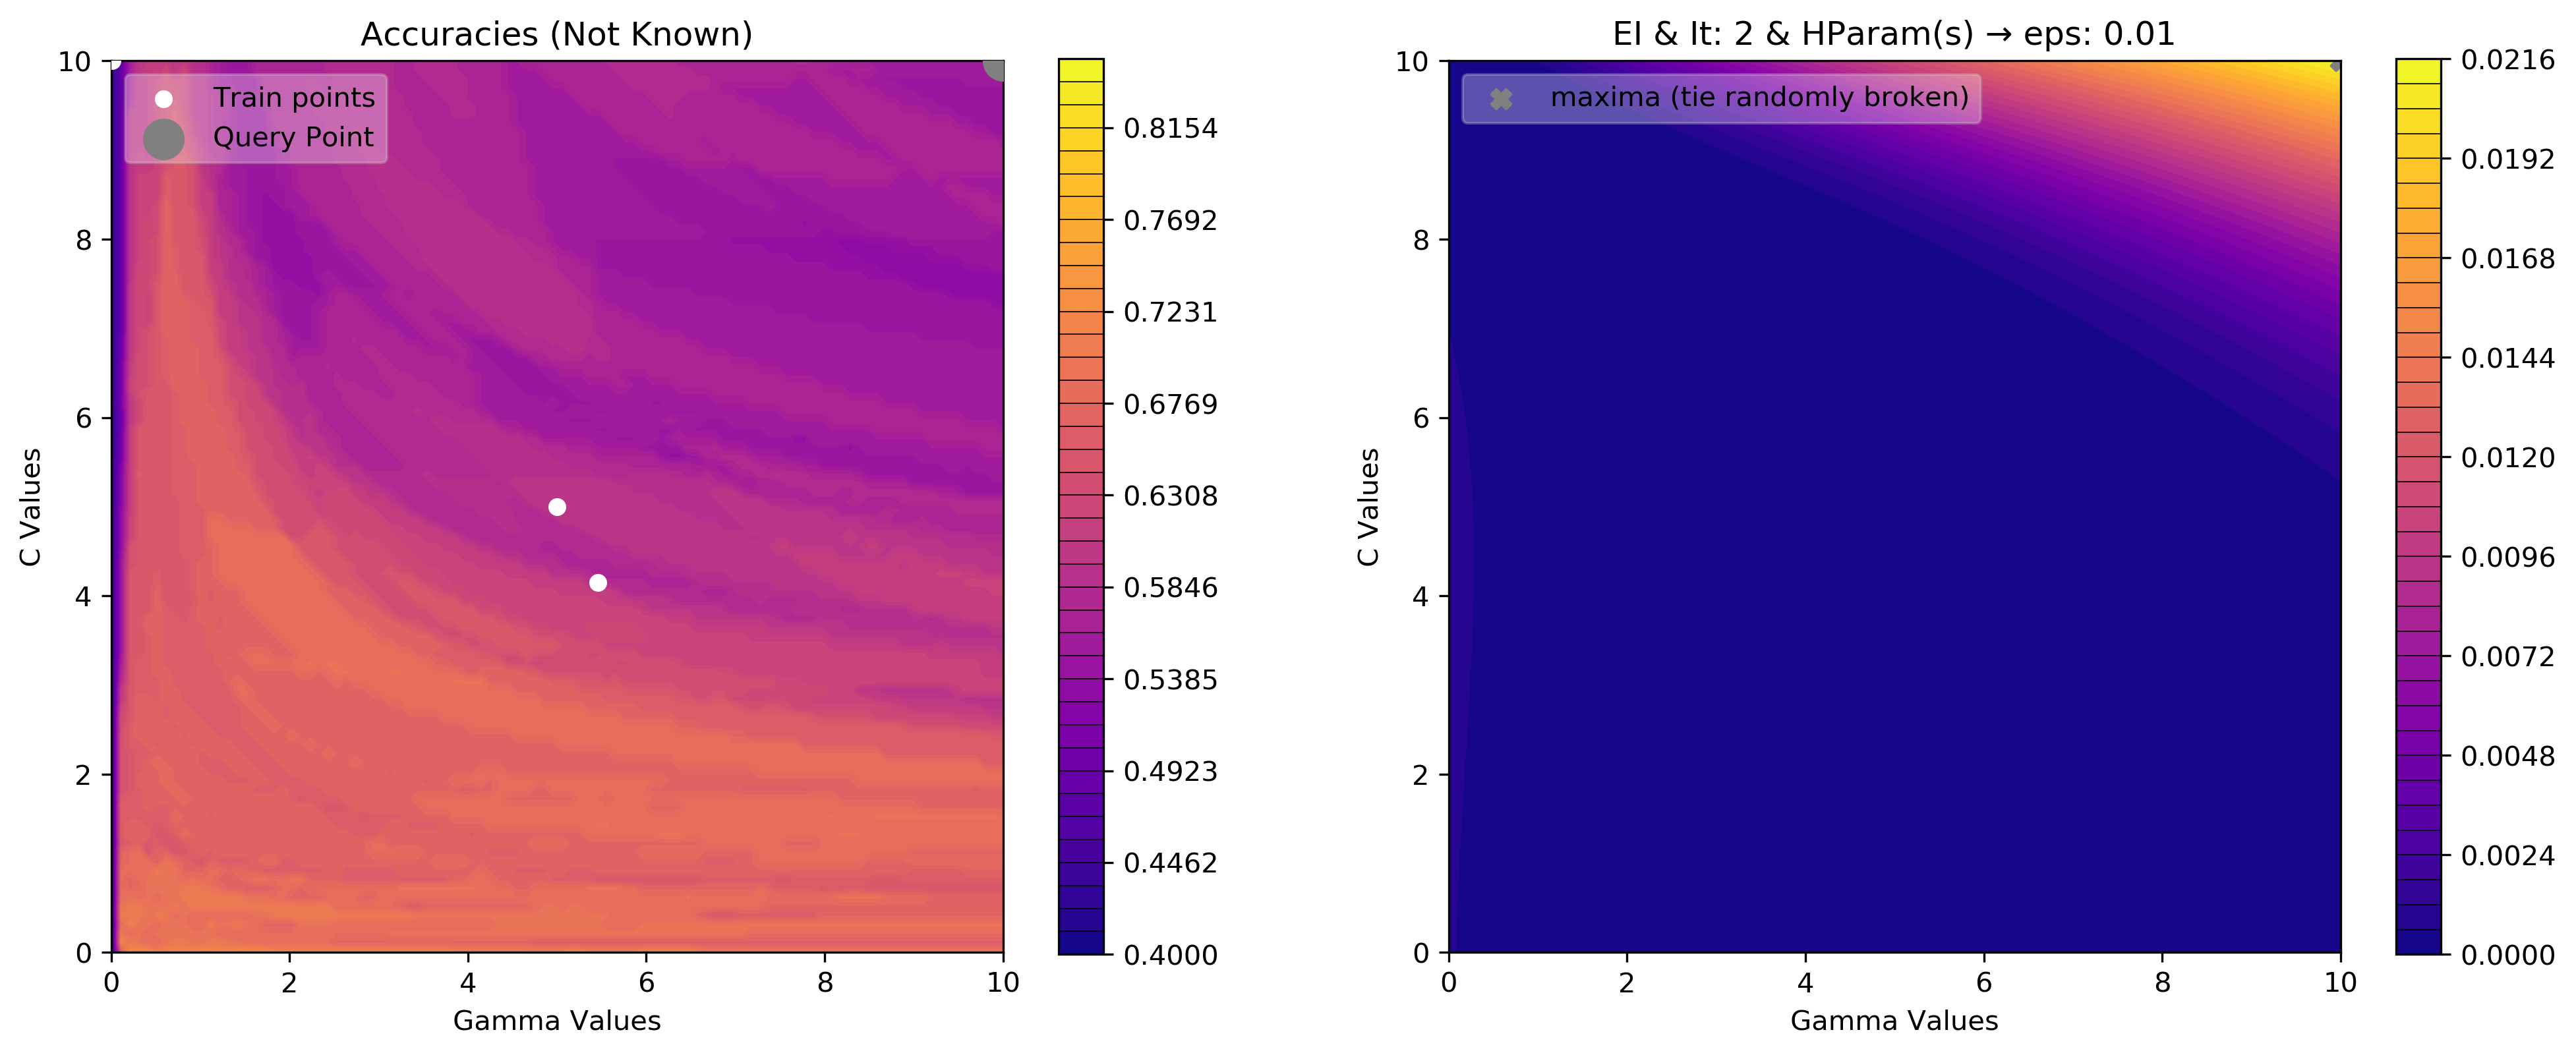 Accuracies (Not Known)
Train points
Query Point
10
8
6
4
2
0
C Values
0 2 4 6 8 10
Gamma Values
0.8154
0.7692
0.7231
0.6769
0.6308
0.5846
0.5385
0.4923
0.4462
0.4000
EI & It: 2 & HParam(s) → eps: 0.01
maxima (tie randomly broken)
10
8
6
4
2
0
C Values
0 2 4 6 8 10
Gamma Values
0.0216
0.0192
0.0168
0.0144
0.0120
0.0096
0.0072
0.0048
0.0024
0.0000